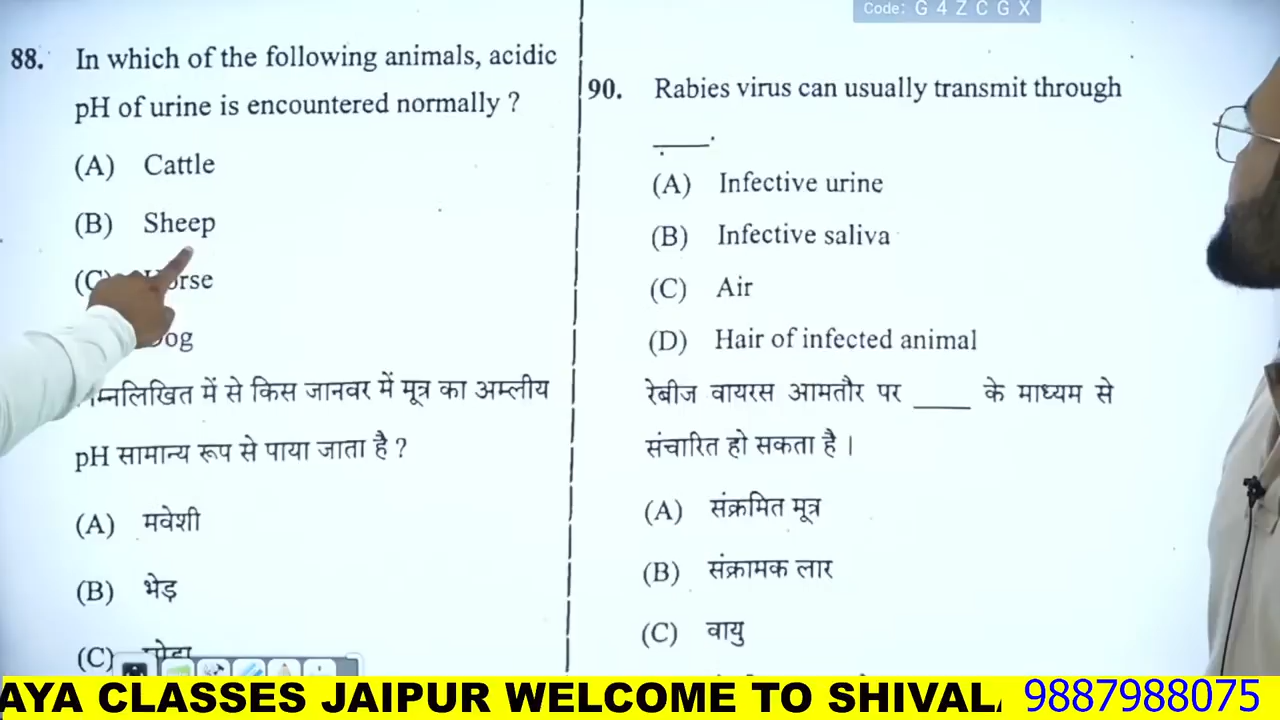 Code: G 4 Z C G X
88. In which of the following animals, acidic
pH of urine is encountered normally ?
(A) Cattle
(B) Sheep
(C)
Dog
में से किस जानवर में मूत्र का अम्लीय
pH सामान्य रूप से पाया जाता है ?
(A) मवेशी
(B) भेड़
(C)
90. Rabies virus can usually transmit through
____.
(A) Infective urine
(B) Infective saliva
(C) Air
(D) Hair of infected animal
रेबीज वायरस आमतौर पर ____ के माध्यम से
संचारित हो सकता है ।
(A) संक्रमित मूत्र
(B) संक्रामक लार
(C) वायु
AYA CLASSES JAIPUR WELCOME TO SHIVAL 9887988075